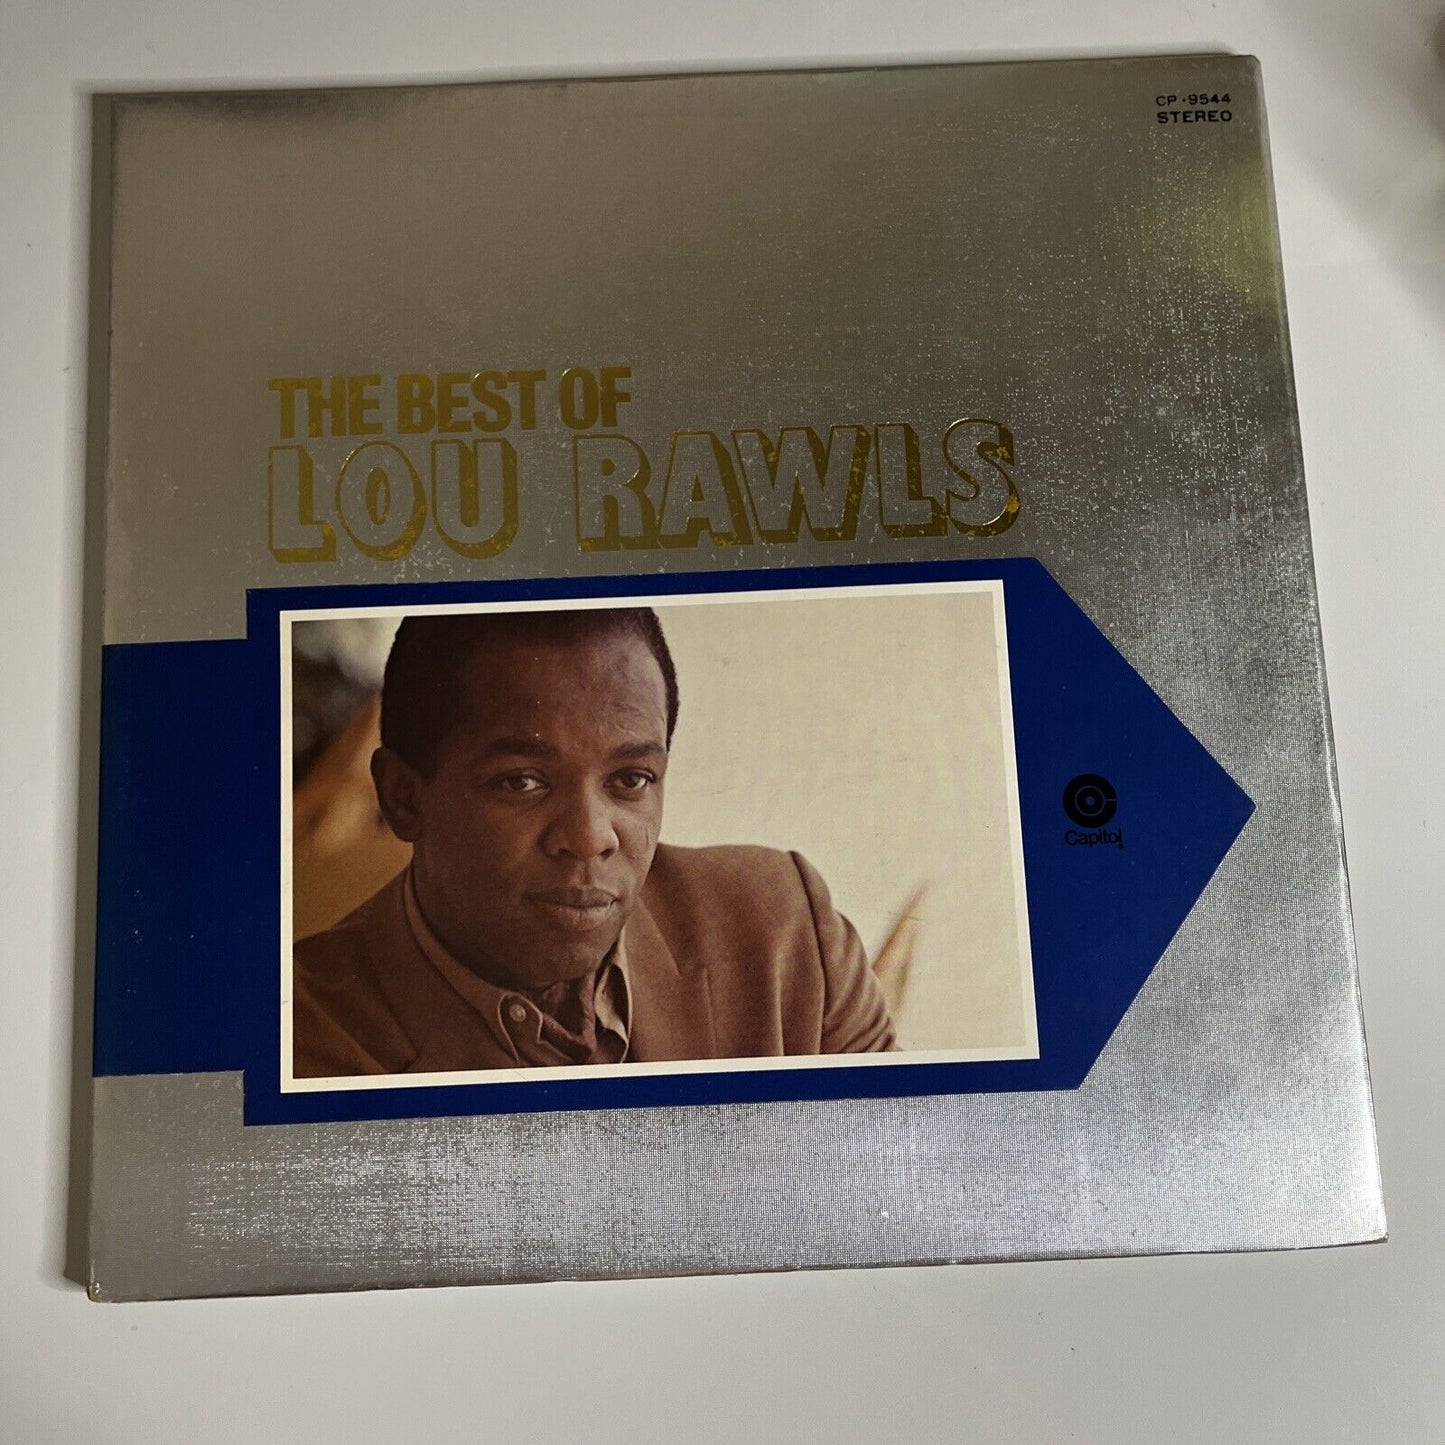 CP-9544
STEREO
THE BEST OF
LOU RAWLS
Capitol